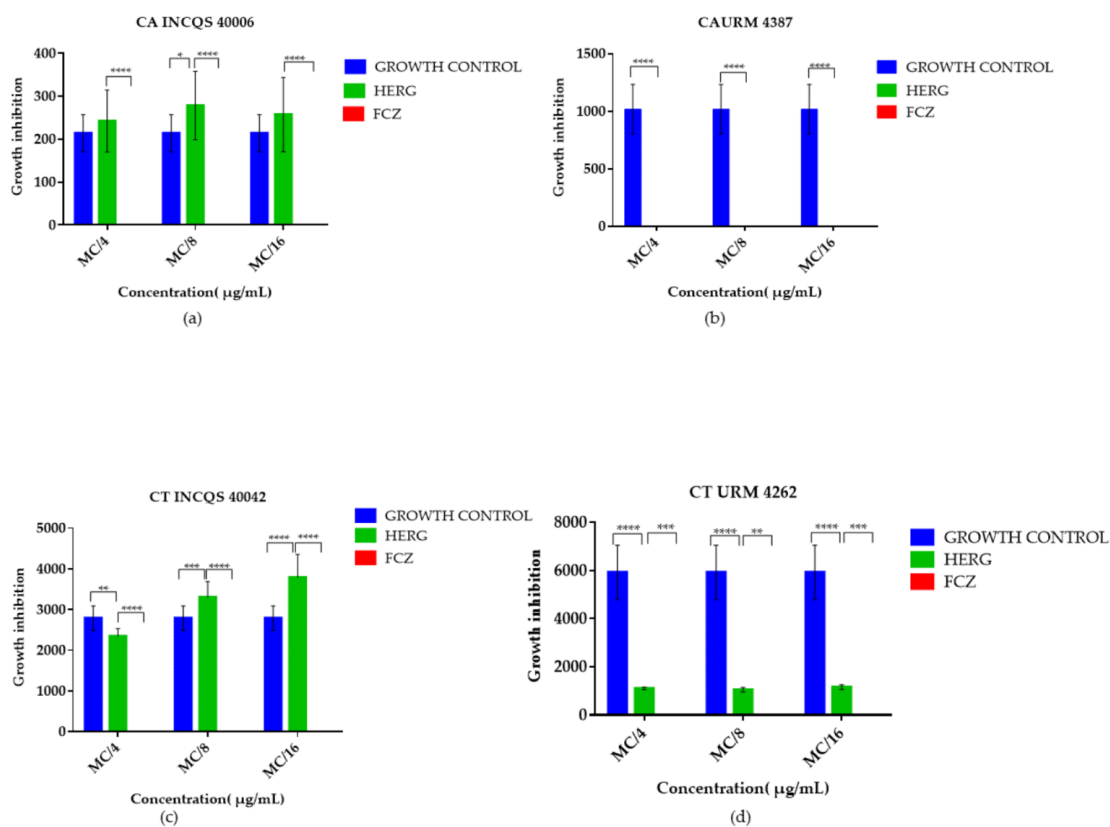 CA INCQS 40006
400
300
200
100
0
Growth inhibition
**** * **** ****
GROWTH CONTROL
HERG
FCZ
MC/4 MC/8 MC/16
Concentration( µg/mL)
(a)
CAURM 4387
1500
1000
500
0
Growth inhibition
**** **** ****
GROWTH CONTROL
HERG
FCZ
MC/4 MC/8 MC/16
Concentration( µg/mL)
(b)
CT INCQS 40042
5000
4000
3000
2000
1000
0
Growth inhibition
** **** *** **** **** ****
GROWTH CONTROL
HERG
FCZ
MC/4 MC/8 MC/16
Concentration( µg/mL)
(c)
CT URM 4262
8000
6000
4000
2000
0
Growth inhibition
**** *** **** ** **** ***
GROWTH CONTROL
HERG
FCZ
MC/4 MC/8 MC/16
Concentration( µg/mL)
(d)